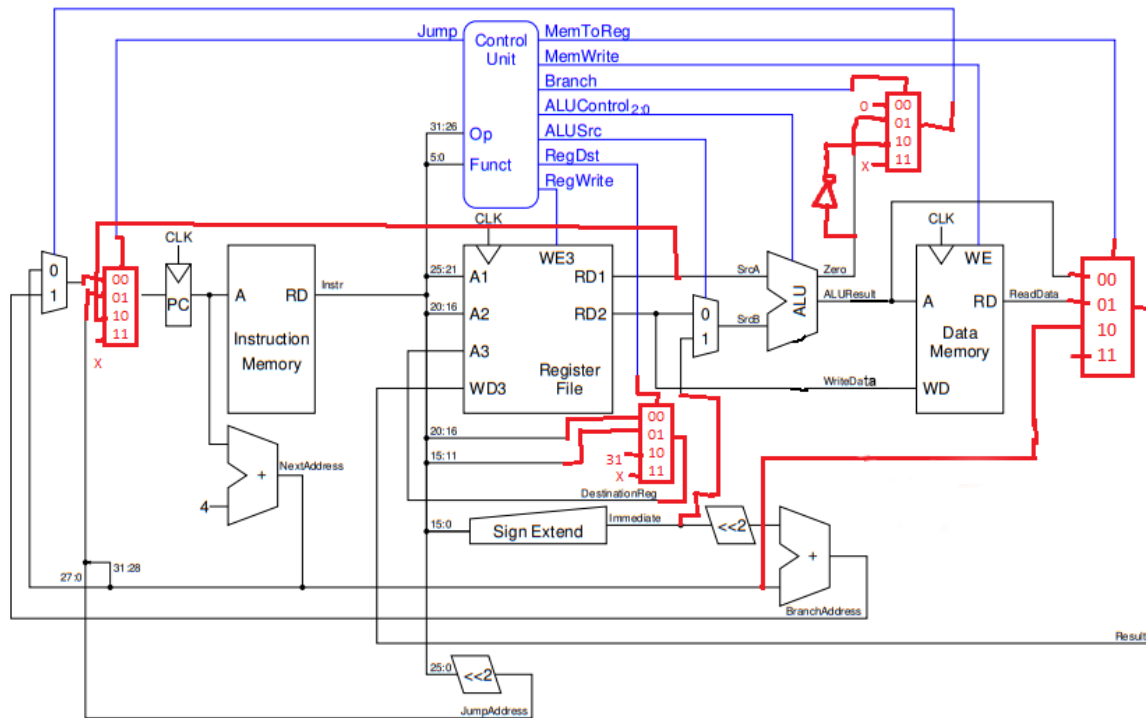 Jump
Control
Unit
MemToReg
MemWrite
Branch
ALUControl2:0
ALUSrc
RegDst
RegWrite
31:26
Op
5:0
Funct
0
00
01
10
11
X
CLK
0
1
00
01
10
11
X
CLK
PC
A
RD
Instr
Instruction
Memory
CLK
WE3
25:21
A1
RD1
20:16
A2
RD2
A3
WD3
Register
File
0
1
SrcA
SrcB
ALU
Zero
ALUResult
CLK
WE
A
RD
ReadData
Data
Memory
WriteData
WD
00
01
10
11
20:16
15:11
00
01
10
11
31
X
DestinationReg
+
NextAddress
4
15:0
Sign Extend
Immediate
<<2
+
BranchAddress
27:0
31:28
Result
25:0
<<2
JumpAddress